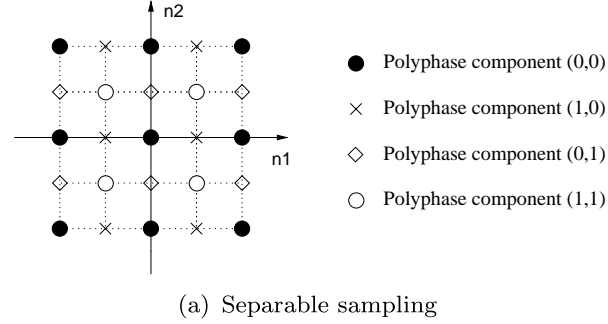 n2
n1
Polyphase component (0,0)
Polyphase component (1,0)
Polyphase component (0,1)
Polyphase component (1,1)
(a) Separable sampling